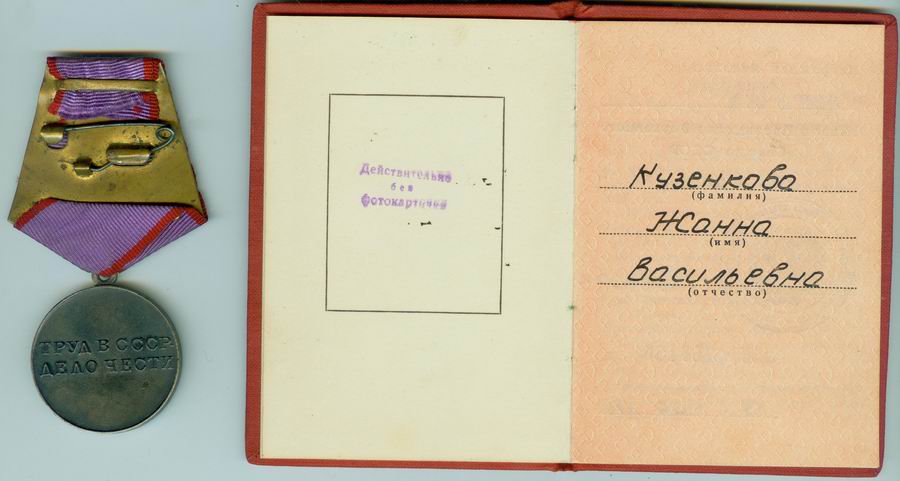 ТРУД В СССР
ДЕЛО ЧЕСТИ
Действительно
без
фотокарточки
Кузенкова
(фамилия)
Жанна
(имя)
Васильевна
(отчество)